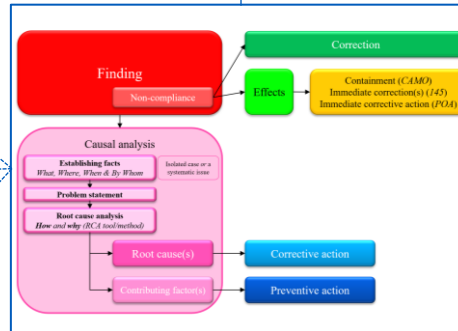 Correction
Finding
Non-compliance
Effects
Containment (CAMO)
Immediate correction(s) (145)
Immediate corrective action (POA)
Causal analysis
Establishing facts
What, Where, When & By Whom
Isolated case or a
systematic issue
Problem statement
Root cause analysis
How and why (RCA tool/method)
Root cause(s)
Corrective action
Contributing factor(s)
Preventive action